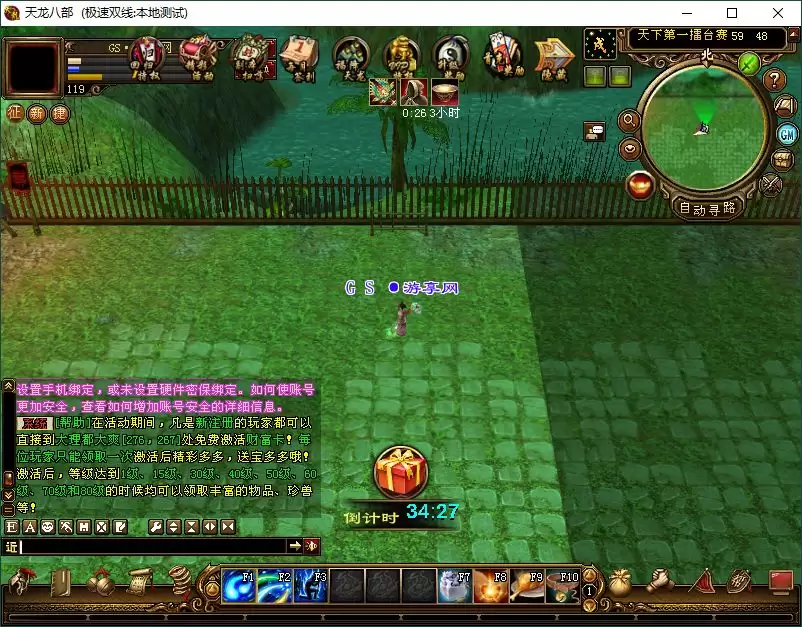 天龙八部 (极速双线:本地测试)
GS
119
征 新 捷
天下第一擂台赛 59 48
北
GM
自动寻路
0:26 3小时
GS ●游享网
设置手机绑定，或未设置硬件密保绑定。如何使账号
更加安全，查看如何增加账号安全的详细信息。
系统 [帮助]在活动期间，凡是新注册的玩家都可以
直接到大理都大爽[276，267]处免费激活财富卡！每
位玩家只能领取一次激活后精彩多多，送宝多多哦！
激活后，等级达到1级、15级、30级、40级、50级、60
级、70级和80级的时候均可以领取丰富的物品、珍兽
等！
倒计时 34:27
近
F1 F2 F3 F7 F8 F9 F10
1